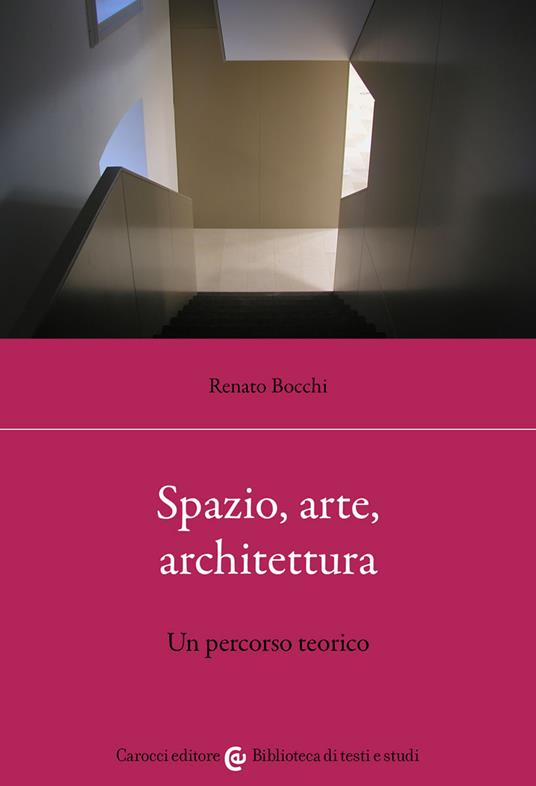 Renato Bocchi
Spazio, arte,
architettura
Un percorso teorico
Carocci editore Biblioteca di testi e studi